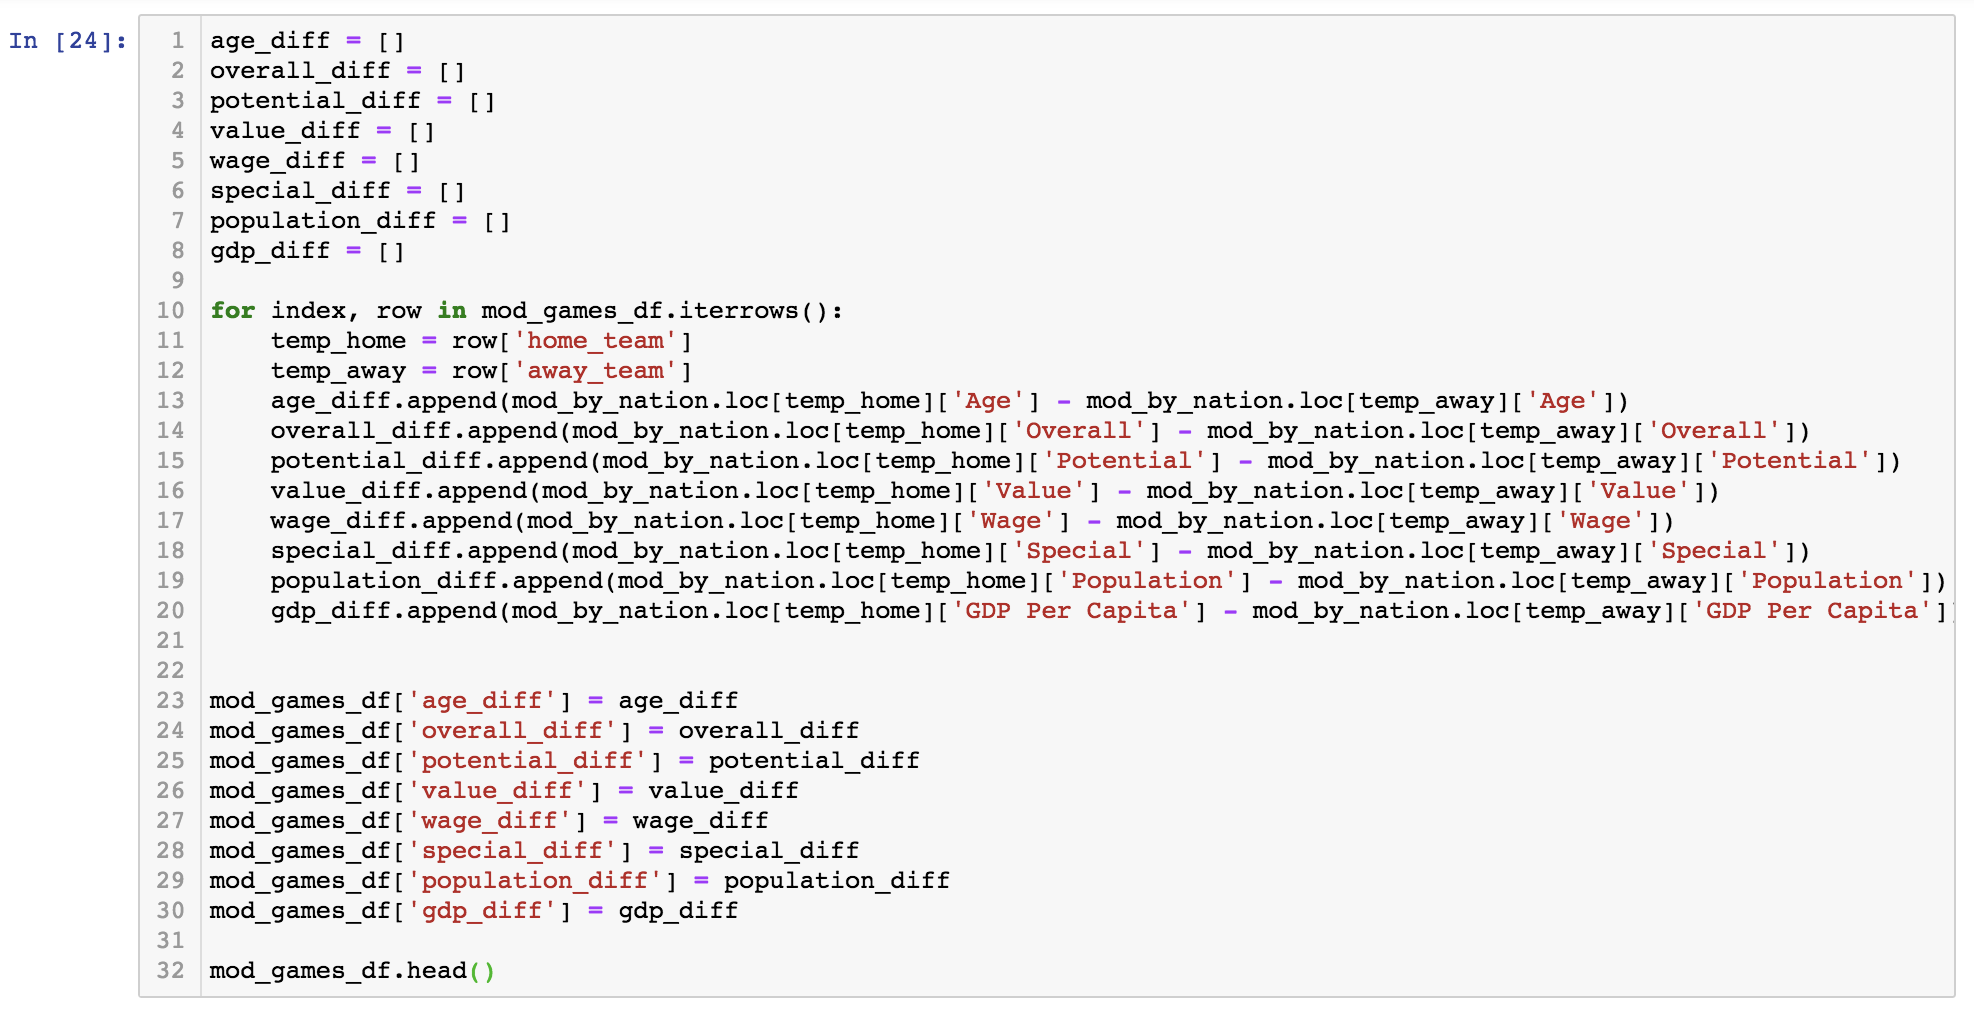 In [24]:
1 age_diff = []
2 overall_diff = []
3 potential_diff = []
4 value_diff = []
5 wage_diff = []
6 special_diff = []
7 population_diff = []
8 gdp_diff = []
9
10 for index, row in mod_games_df.iterrows():
11     temp_home = row['home_team']
12     temp_away = row['away_team']
13     age_diff.append(mod_by_nation.loc[temp_home]['Age'] - mod_by_nation.loc[temp_away]['Age'])
14     overall_diff.append(mod_by_nation.loc[temp_home]['Overall'] - mod_by_nation.loc[temp_away]['Overall'])
15     potential_diff.append(mod_by_nation.loc[temp_home]['Potential'] - mod_by_nation.loc[temp_away]['Potential'])
16     value_diff.append(mod_by_nation.loc[temp_home]['Value'] - mod_by_nation.loc[temp_away]['Value'])
17     wage_diff.append(mod_by_nation.loc[temp_home]['Wage'] - mod_by_nation.loc[temp_away]['Wage'])
18     special_diff.append(mod_by_nation.loc[temp_home]['Special'] - mod_by_nation.loc[temp_away]['Special'])
19     population_diff.append(mod_by_nation.loc[temp_home]['Population'] - mod_by_nation.loc[temp_away]['Population'])
20     gdp_diff.append(mod_by_nation.loc[temp_home]['GDP Per Capita'] - mod_by_nation.loc[temp_away]['GDP Per Capita']
21
22
23 mod_games_df['age_diff'] = age_diff
24 mod_games_df['overall_diff'] = overall_diff
25 mod_games_df['potential_diff'] = potential_diff
26 mod_games_df['value_diff'] = value_diff
27 mod_games_df['wage_diff'] = wage_diff
28 mod_games_df['special_diff'] = special_diff
29 mod_games_df['population_diff'] = population_diff
30 mod_games_df['gdp_diff'] = gdp_diff
31
32 mod_games_df.head()